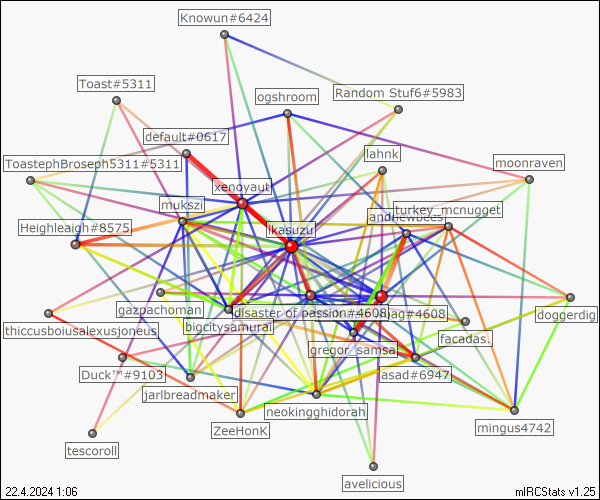 Knowun#6424
Toast#5311
Random Stuf6#5983
ogshroom
default#0617
lahnk
ToastephBroseph5311#5311
moonraven
xenoyaut
mukszi
turkey_mcnugget
andrewbees
Heighleaigh#8575
ikasuzu
gazpachoman
disaster of passion#4608
nag#4608
doggerdig
thiccusboiusalexusjoneus
bigcitysamurai
facadas.
gregor_samsa
Duck™#9103
asad#6947
jarlbreadmaker
neokingghidorah
ZeeHonK
mingus4742
tescoroll
avelicious
22.4.2024 1:06
mIRCStats v1.25